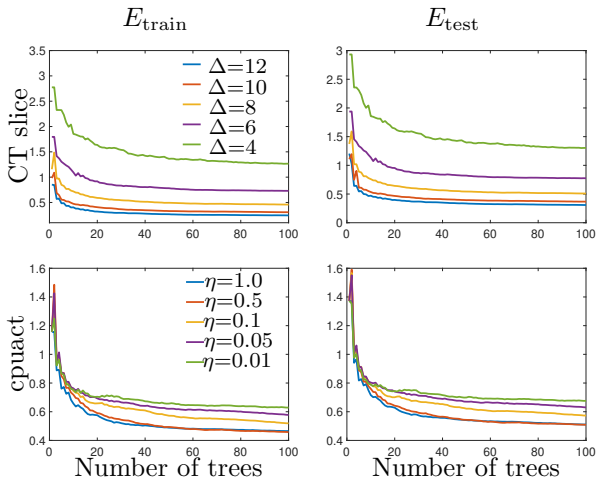 E_train E_test
CT slice
3.5
3
2.5
2
1.5
1
0.5
0 20 40 60 80 100
Δ=12
Δ=10
Δ=8
Δ=6
Δ=4
3
2.5
2
1.5
1
0.5
0
0 20 40 60 80 100
cpuact
1.6
1.4
1.2
1
0.8
0.6
0.4
0 20 40 60 80 100
η=1.0
η=0.5
η=0.1
η=0.05
η=0.01
Number of trees
1.6
1.4
1.2
1
0.8
0.6
0.4
0 20 40 60 80 100
Number of trees